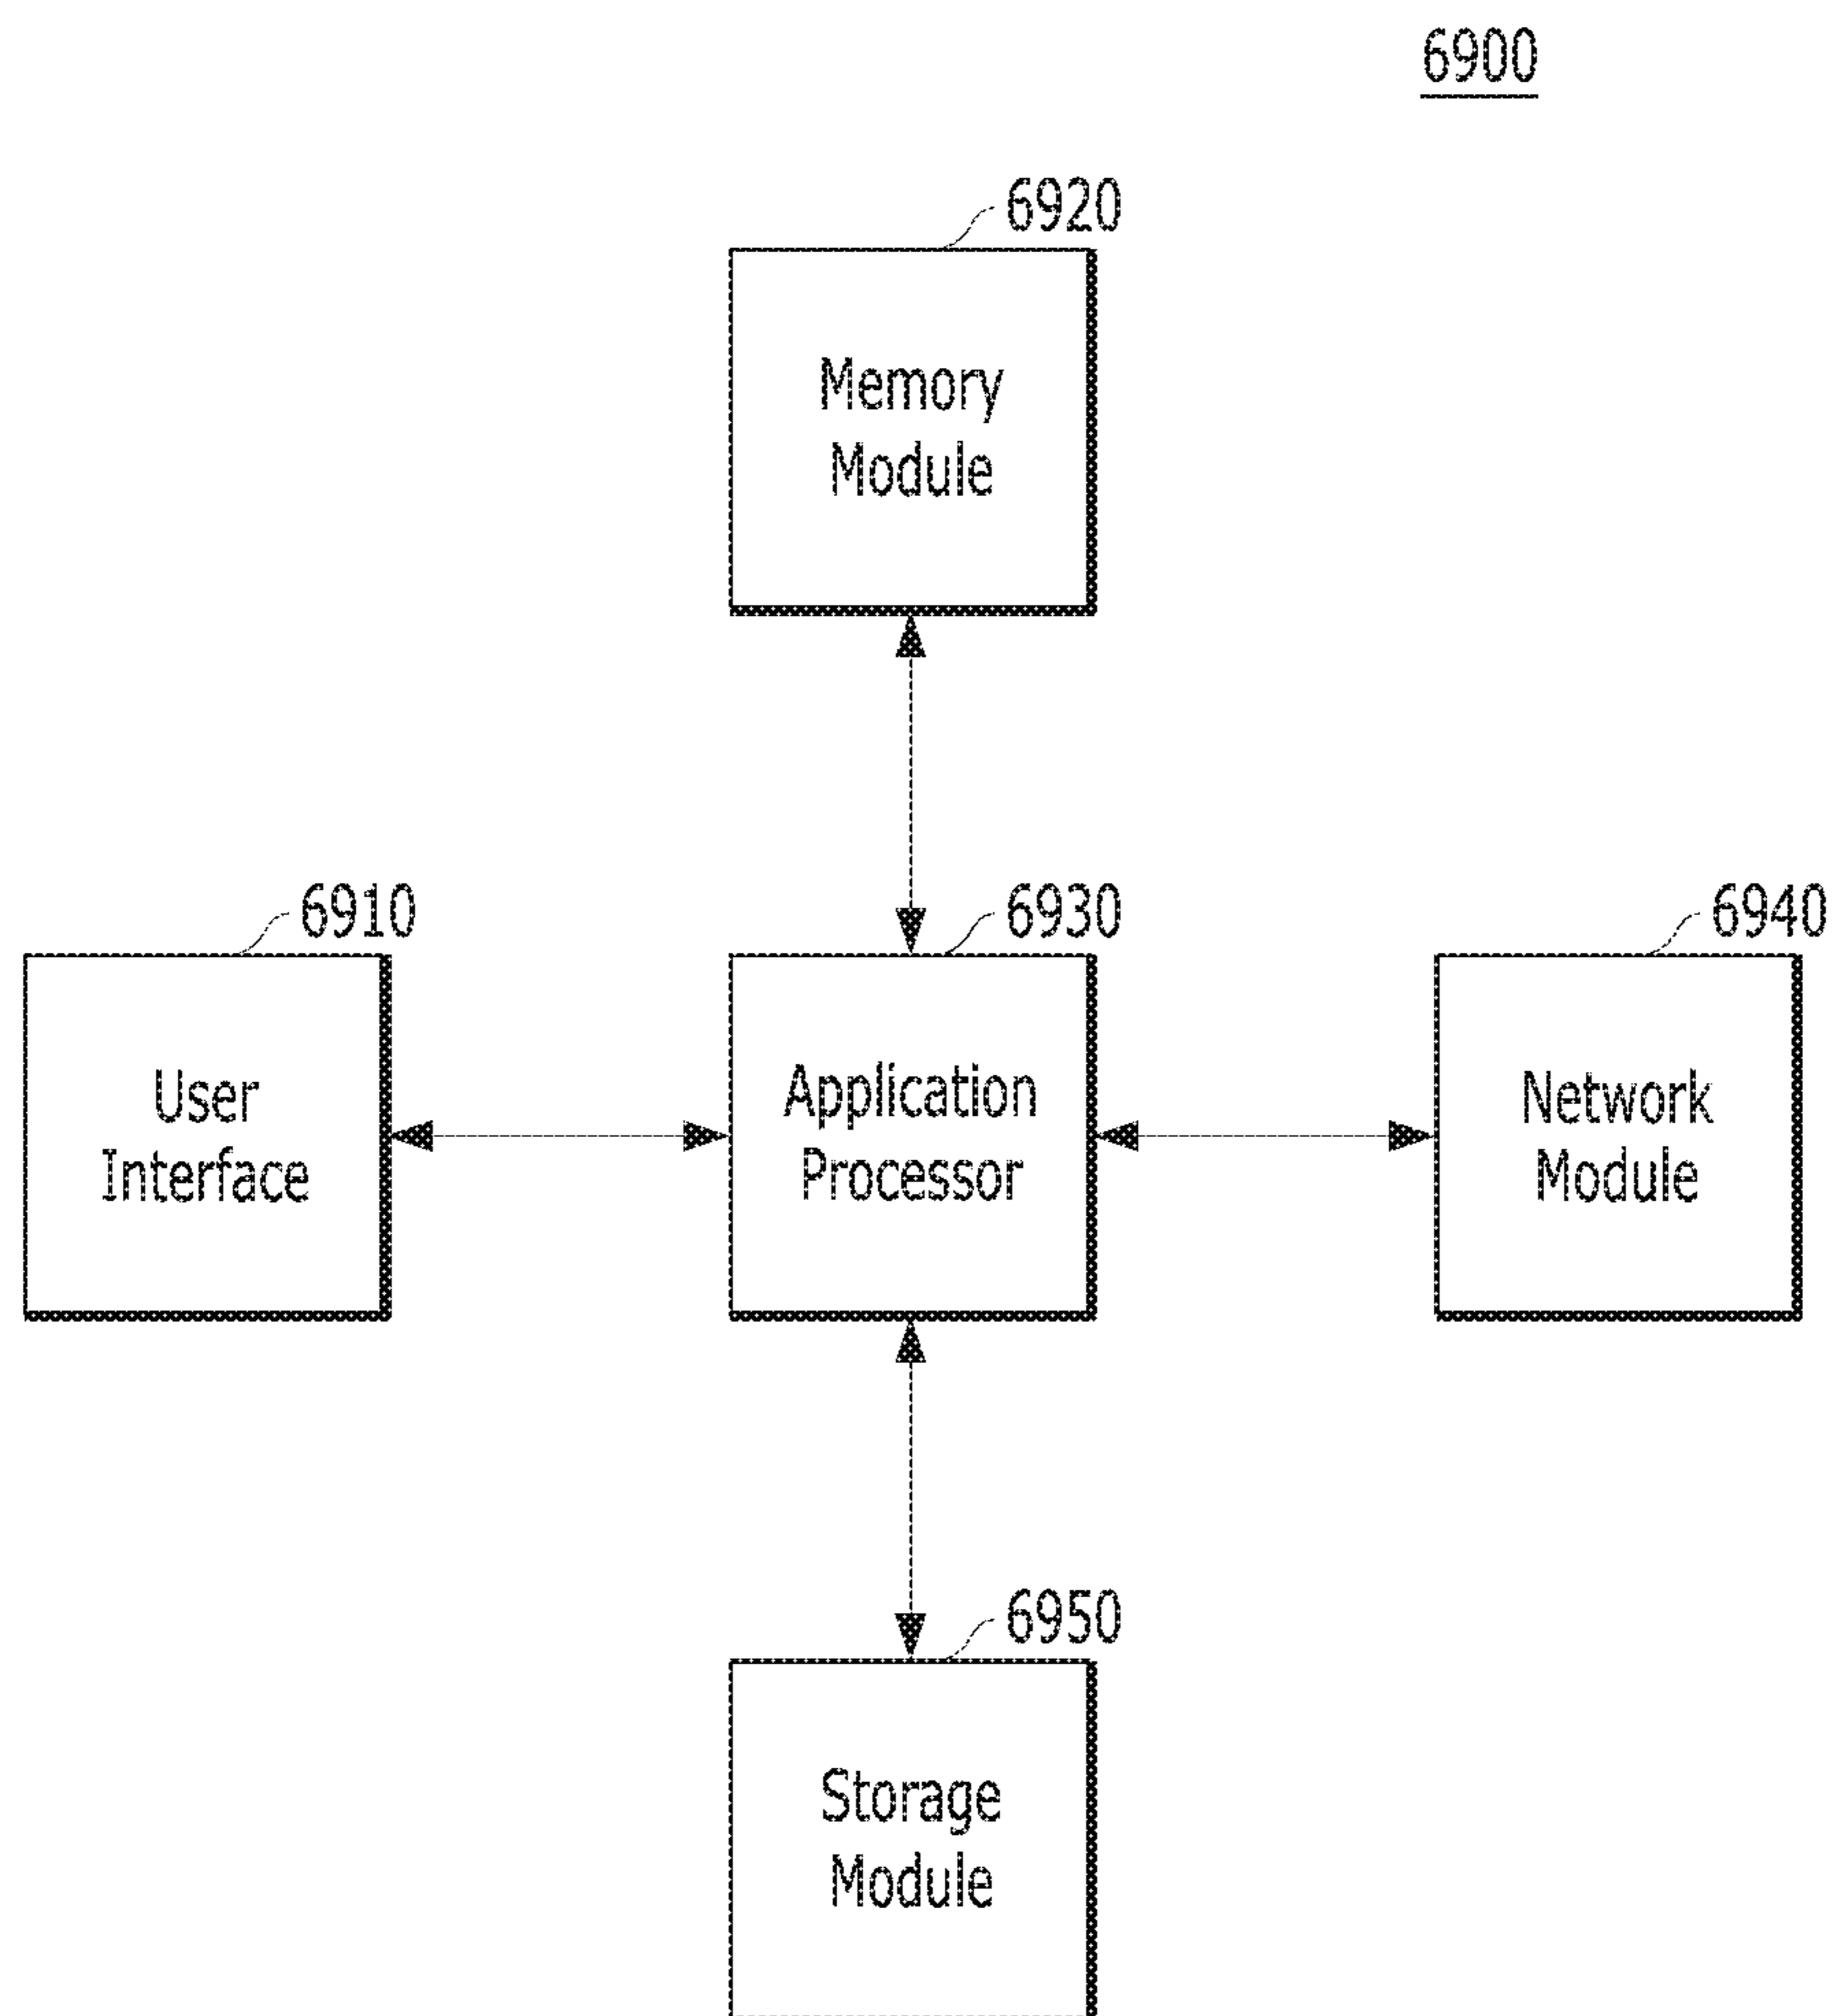 6900
6920
Memory
Module
6910
6930
6940
User
Interface
Application
Processor
Network
Module
6950
Storage
Module